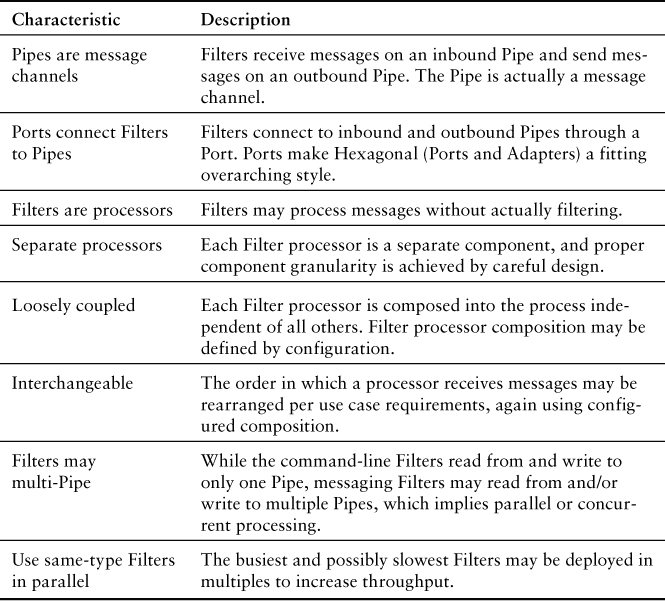 Characteristic Description
Pipes are message Filters receive messages on an inbound Pipe and send mes-
channels sages on an outbound Pipe. The Pipe is actually a message
channel.
Ports connect Filters Filters connect to inbound and outbound Pipes through a
to Pipes Port. Ports make Hexagonal (Ports and Adapters) a fitting
overarching style.
Filters are processors Filters may process messages without actually filtering.
Separate processors Each Filter processor is a separate component, and proper
component granularity is achieved by careful design.
Loosely coupled Each Filter processor is composed into the process inde-
pendent of all others. Filter processor composition may be
defined by configuration.
Interchangeable The order in which a processor receives messages may be
rearranged per use case requirements, again using config-
ured composition.
Filters may While the command-line Filters read from and write to
multi-Pipe only one Pipe, messaging Filters may read from and/or
write to multiple Pipes, which implies parallel or concur-
rent processing.
Use same-type Filters The busiest and possibly slowest Filters may be deployed in
in parallel multiples to increase throughput.